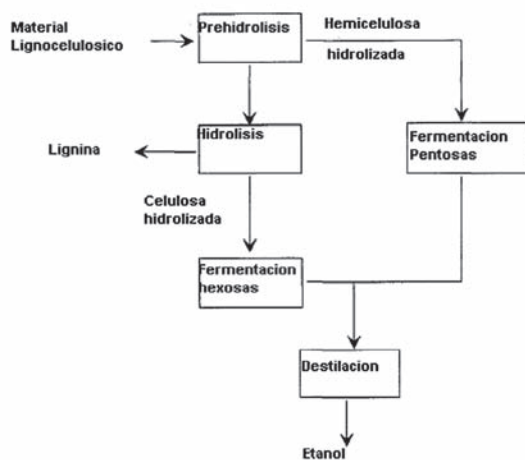 Material
Lignocelulosico
Prehidrolisis
Hemicelulosa
hidrolizada
Hidrolisis
Lignina
Fermentacion
Pentosas
Celulosa
hidrolizada
Fermentacion
hexosas
Destilacion
Etanol